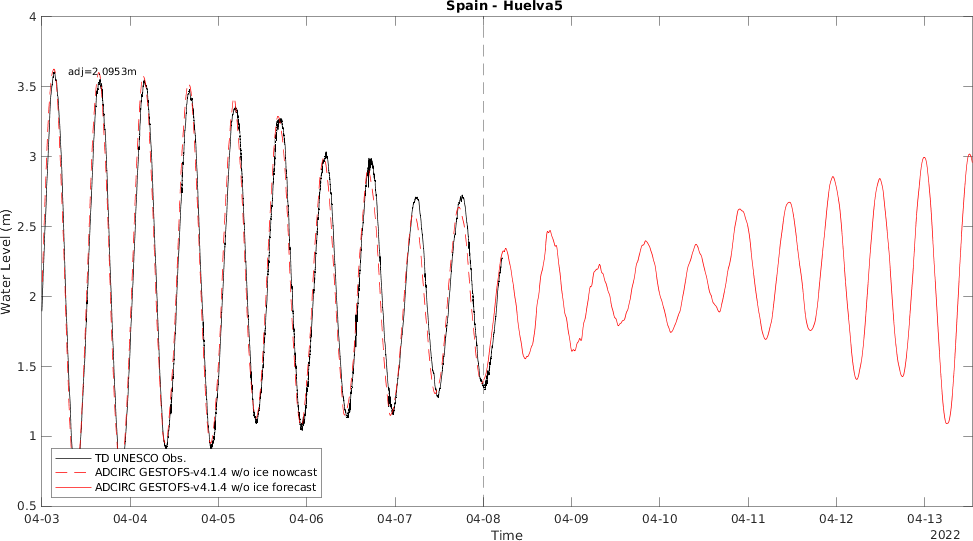 Spain - Huelva5
4
3.5
3
2.5
2
1.5
1
0.5
Water Level (m)
adj=2.0953m
TD UNESCO Obs.
ADCIRC GESTOFS-v4.1.4 w/o ice nowcast
ADCIRC GESTOFS-v4.1.4 w/o ice forecast
04-03 04-04 04-05 04-06 04-07 04-08 04-09 04-10 04-11 04-12 04-13
Time
2022